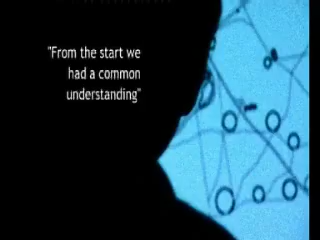 "From the start we
had a common
understanding"